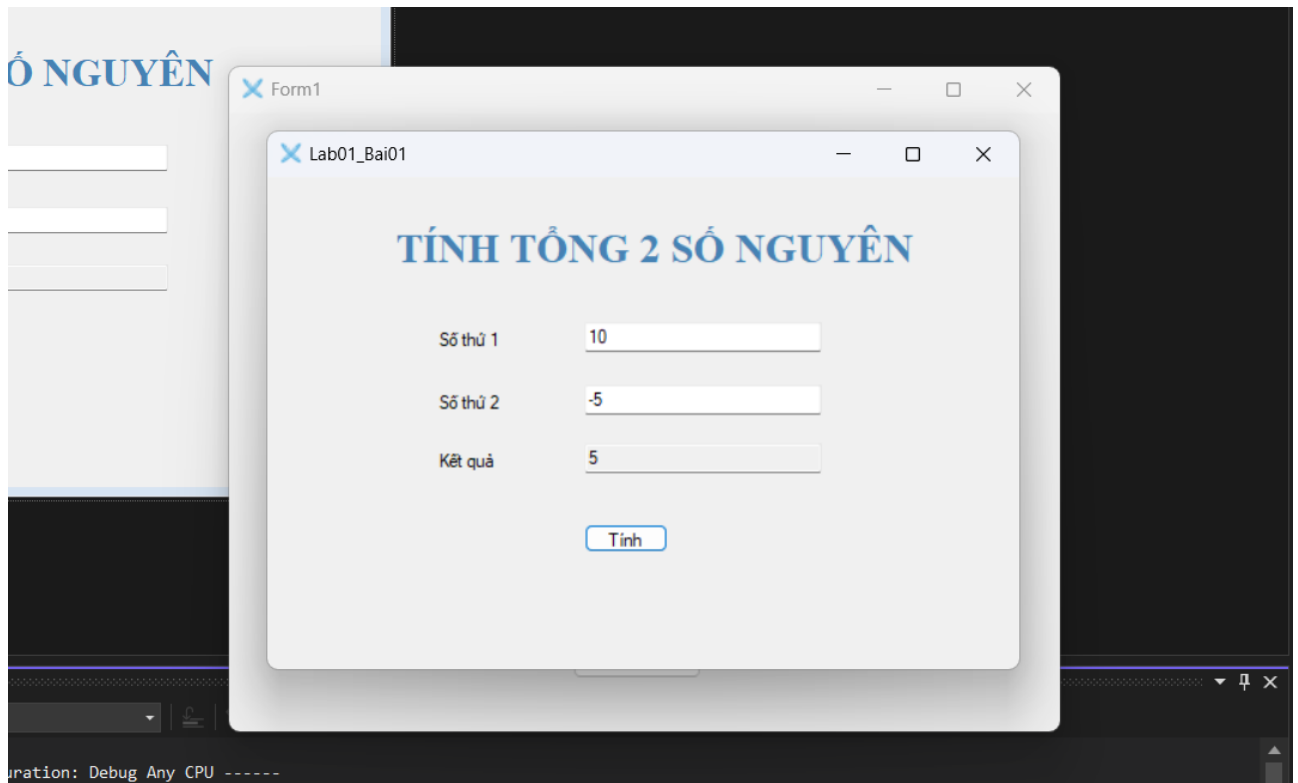 Ố NGUYÊN
Form1
Lab01_Bai01
TÍNH TỔNG 2 SỐ NGUYÊN
Số thứ 1
10
Số thứ 2
-5
Kết quả
5
Tính
uration: Debug Any CPU ------